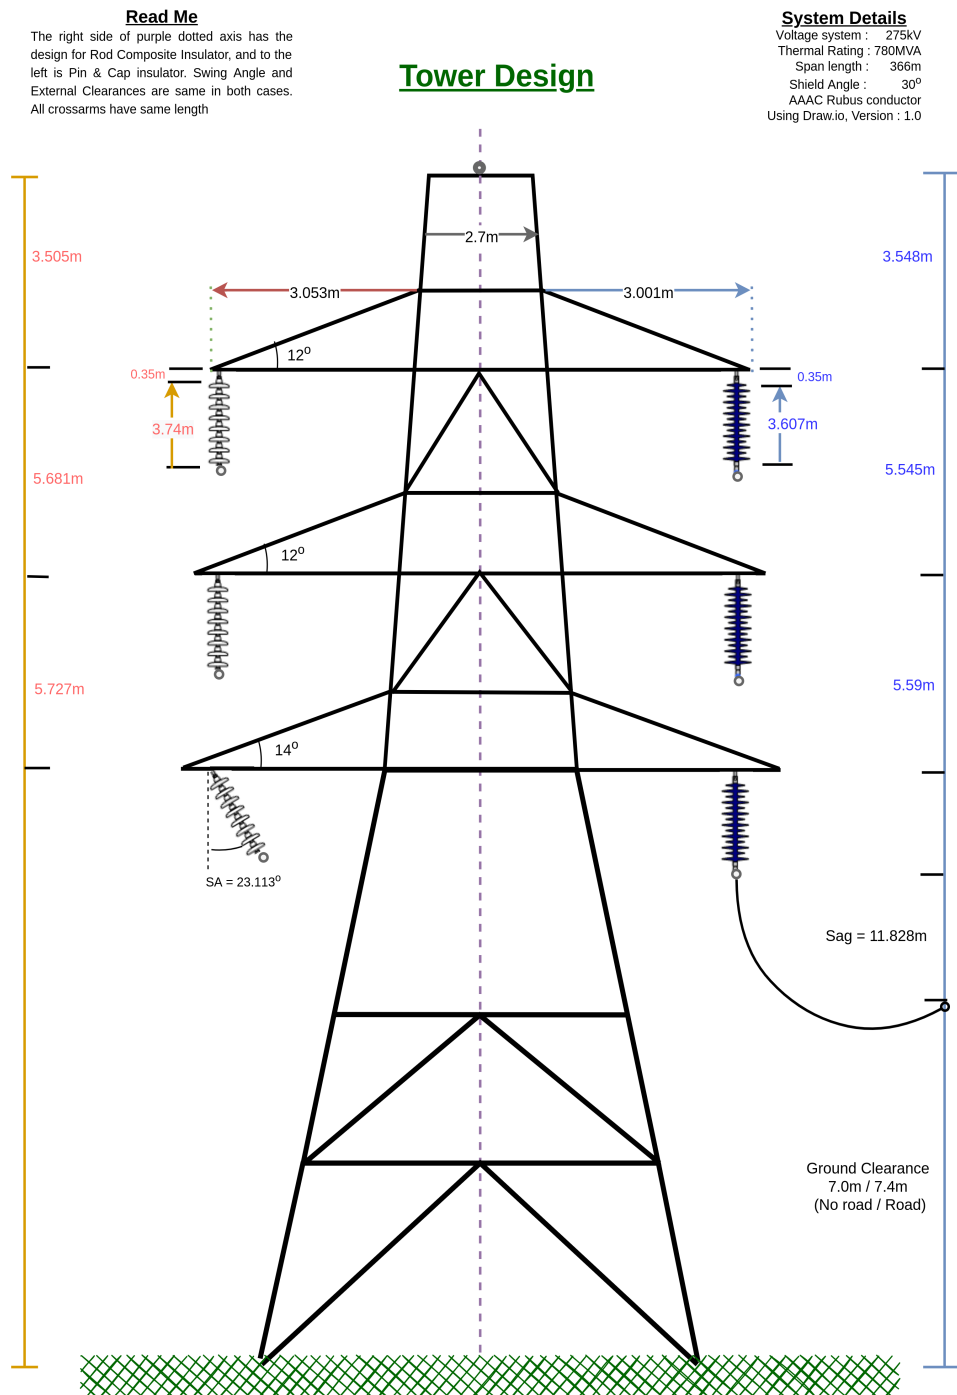 Read Me
The right side of purple dotted axis has the
design for Rod Composite Insulator, and to the
left is Pin & Cap insulator. Swing Angle and
External Clearances are same in both cases.
All crossarms have same length
Tower Design
System Details
Voltage system : 275kV
Thermal Rating : 780MVA
Span length : 366m
Shield Angle : 30º
AAAC Rubus conductor
Using Draw.io, Version : 1.0
2.7m
3.505m
3.548m
3.053m
3.001m
12º
0.35m
0.35m
3.74m
3.607m
5.681m
5.545m
12º
5.727m
5.59m
14º
SA = 23.113º
Sag = 11.828m
Ground Clearance
7.0m / 7.4m
(No road / Road)